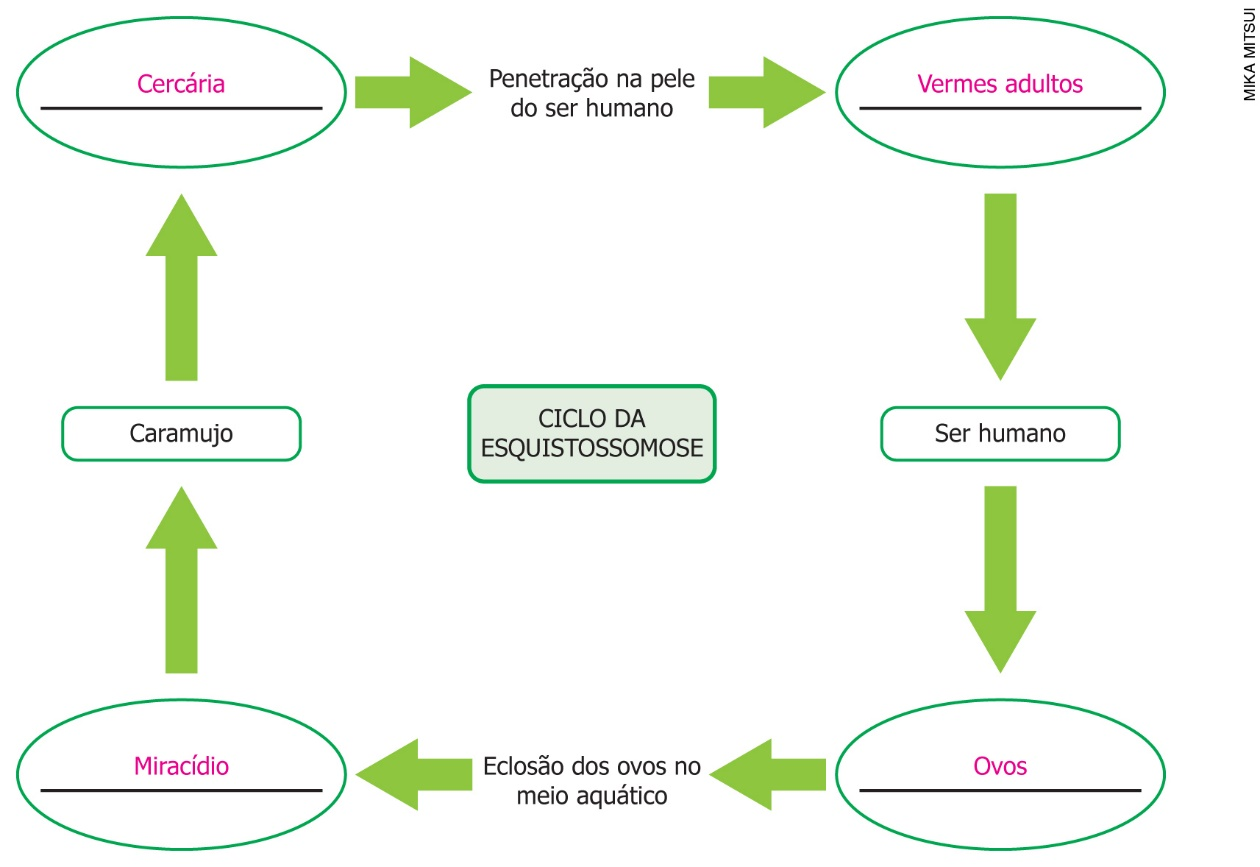 MIKA MITSUI
Cercária
Penetração na pele
do ser humano
Vermes adultos
Caramujo
CICLO DA
ESQUISTOSSOMOSE
Ser humano
Miracídio
Eclosão dos ovos no
meio aquático
Ovos